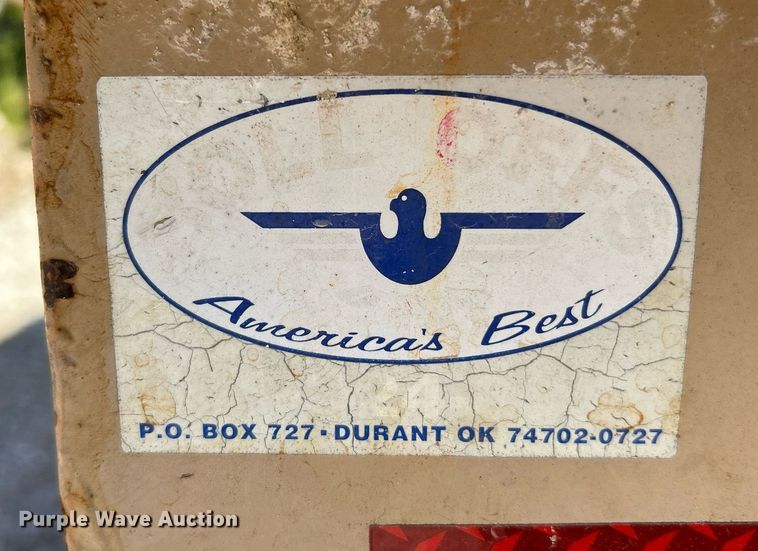 America's Best
P.O. BOX 727 · DURANT OK 74702-0727
Purple Wave Auction